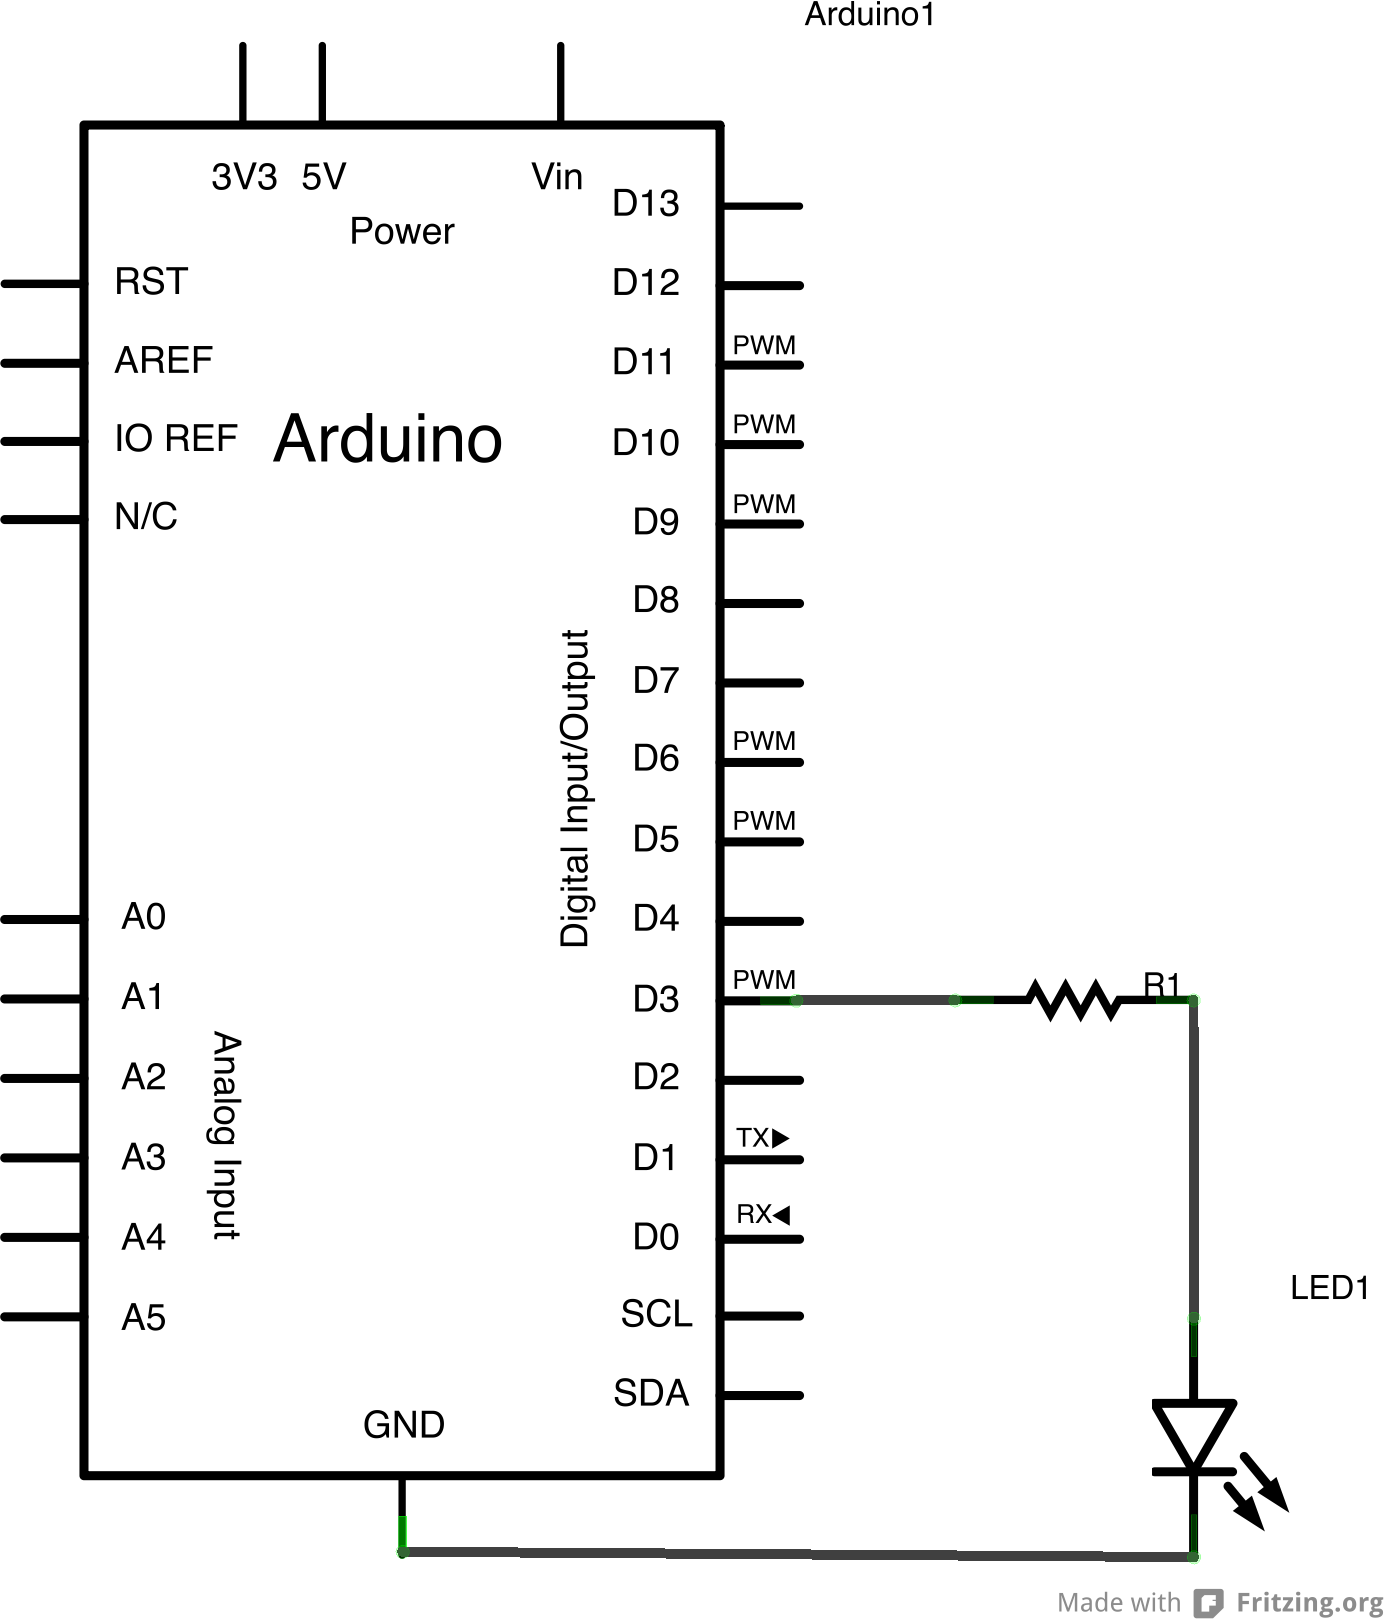 Arduino1
3V3 5V Vin
Power
RST
AREF
IO REF
N/C
Arduino
D13
D12
D11 PWM
D10 PWM
D9 PWM
D8
D7
D6 PWM
D5 PWM
D4
D3 PWM
D2
D1 TX
D0 RX
SCL
SDA
Digital Input/Output
A0
A1
A2
A3
A4
A5
Analog Input
GND
R1
LED1
Made with Fritzing.org